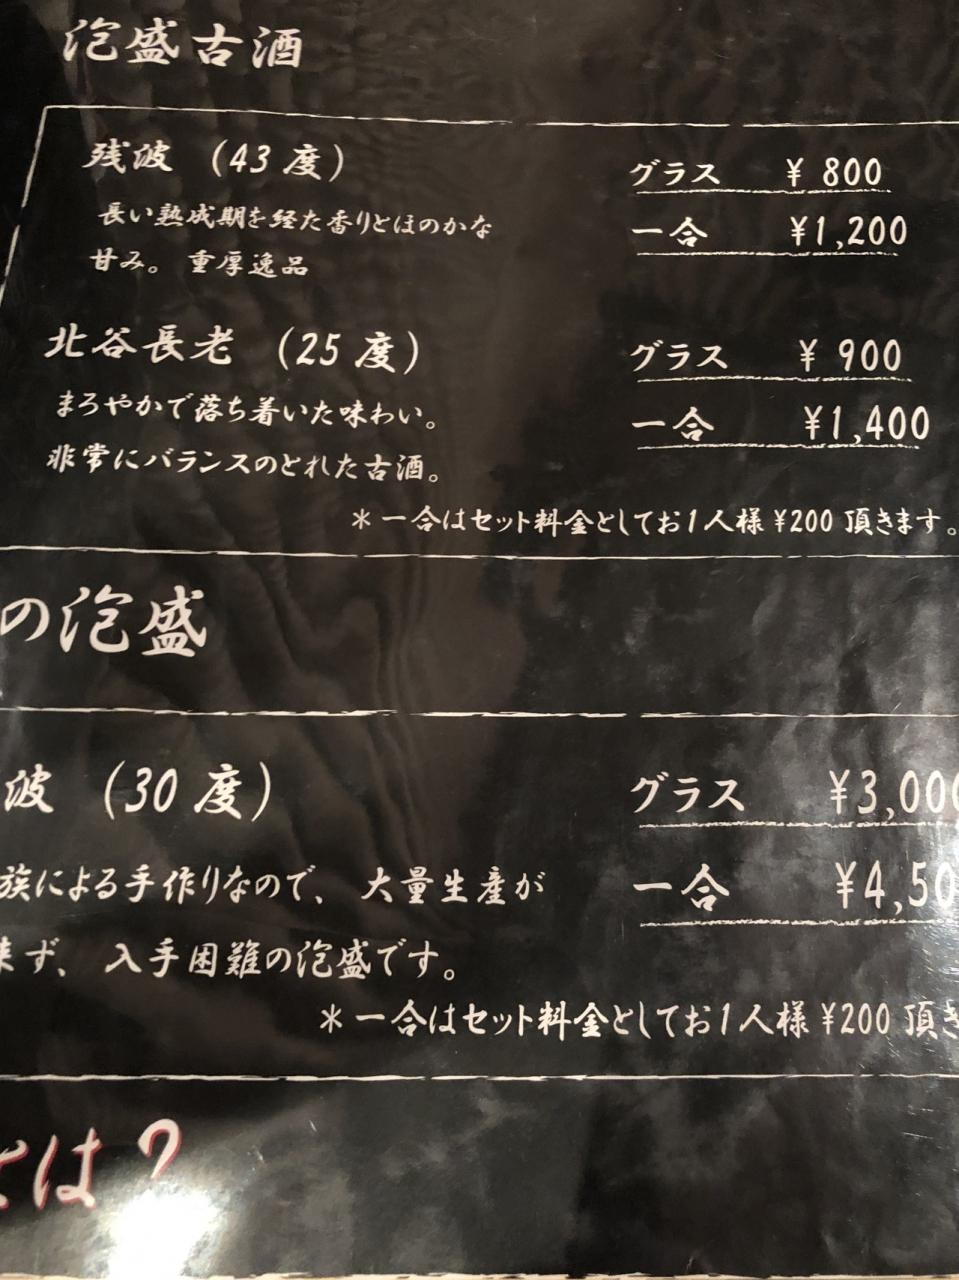 泡盛古酒
残波 (43度) グラス ¥800
長い熟成期を経た香りとほのかな 一合 ¥1,200
甘み。重厚逸品
北谷長老 (25度) グラス ¥900
まろやかで落ち着いた味わい。 一合 ¥1,400
非常にバランスのとれた古酒。
*一合はセット料金としてお1人様¥200頂きます。
の泡盛
波 (30度) グラス ¥3,000
族による手作りなので、大量生産が 一合 ¥4,50
来ず、入手困難の泡盛です。
*一合はセット料金としてお1人様¥200頂き
とは?